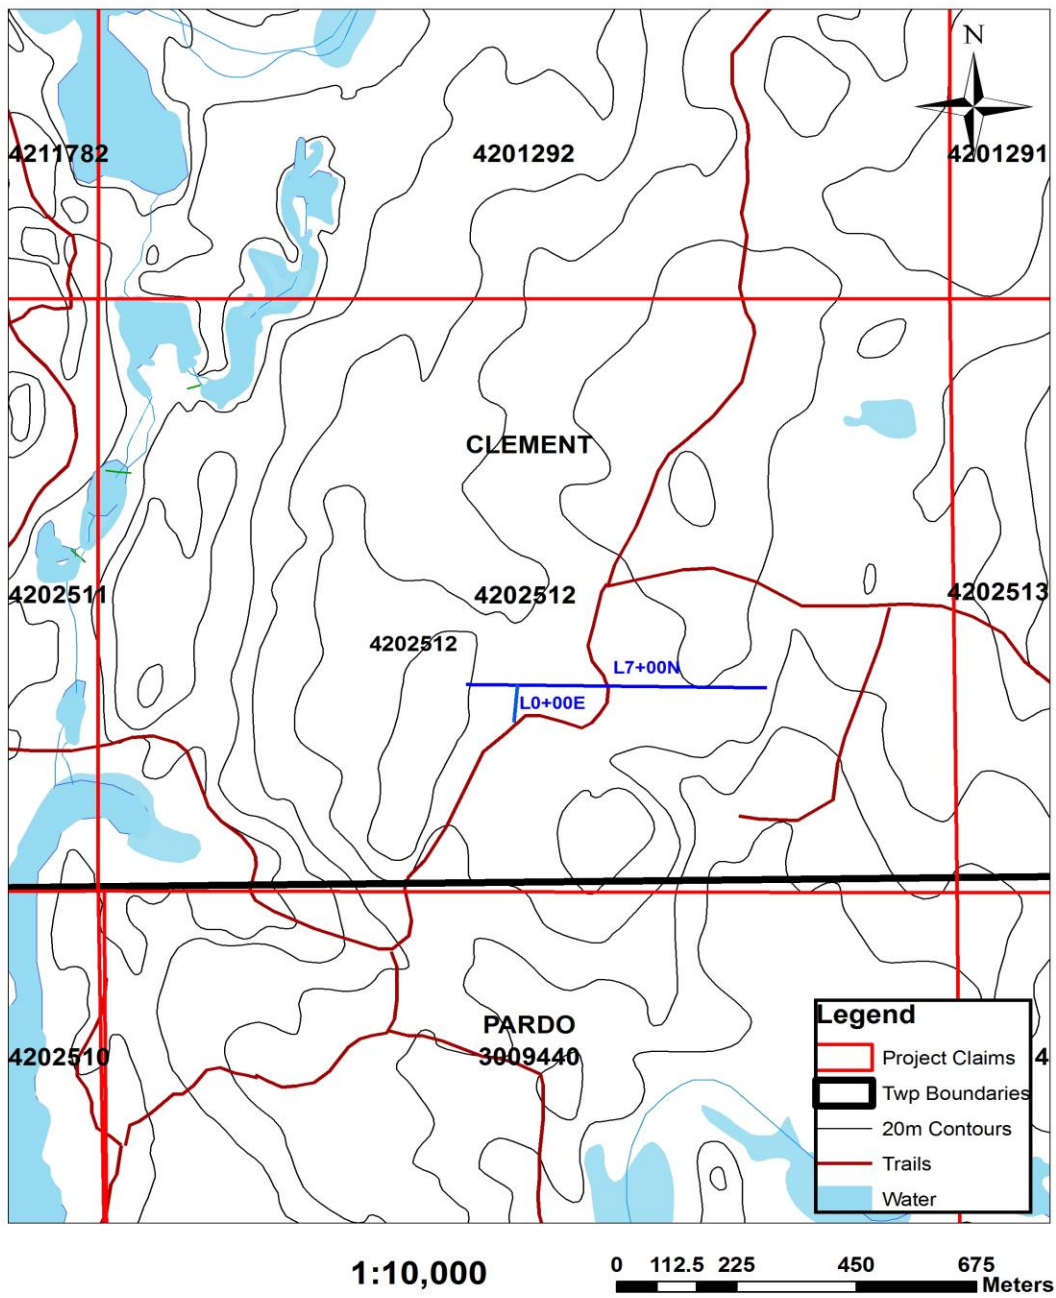 N
4211782
4201292
4201291
CLEMENT
4202511
4202512
4202513
4202512
L7+00N
L0+00E
PARDO
4202510
3009440
4
Legend
Project Claims
Twp Boundaries
20m Contours
Trails
Water
1:10,000
0 112.5 225 450 675
Meters